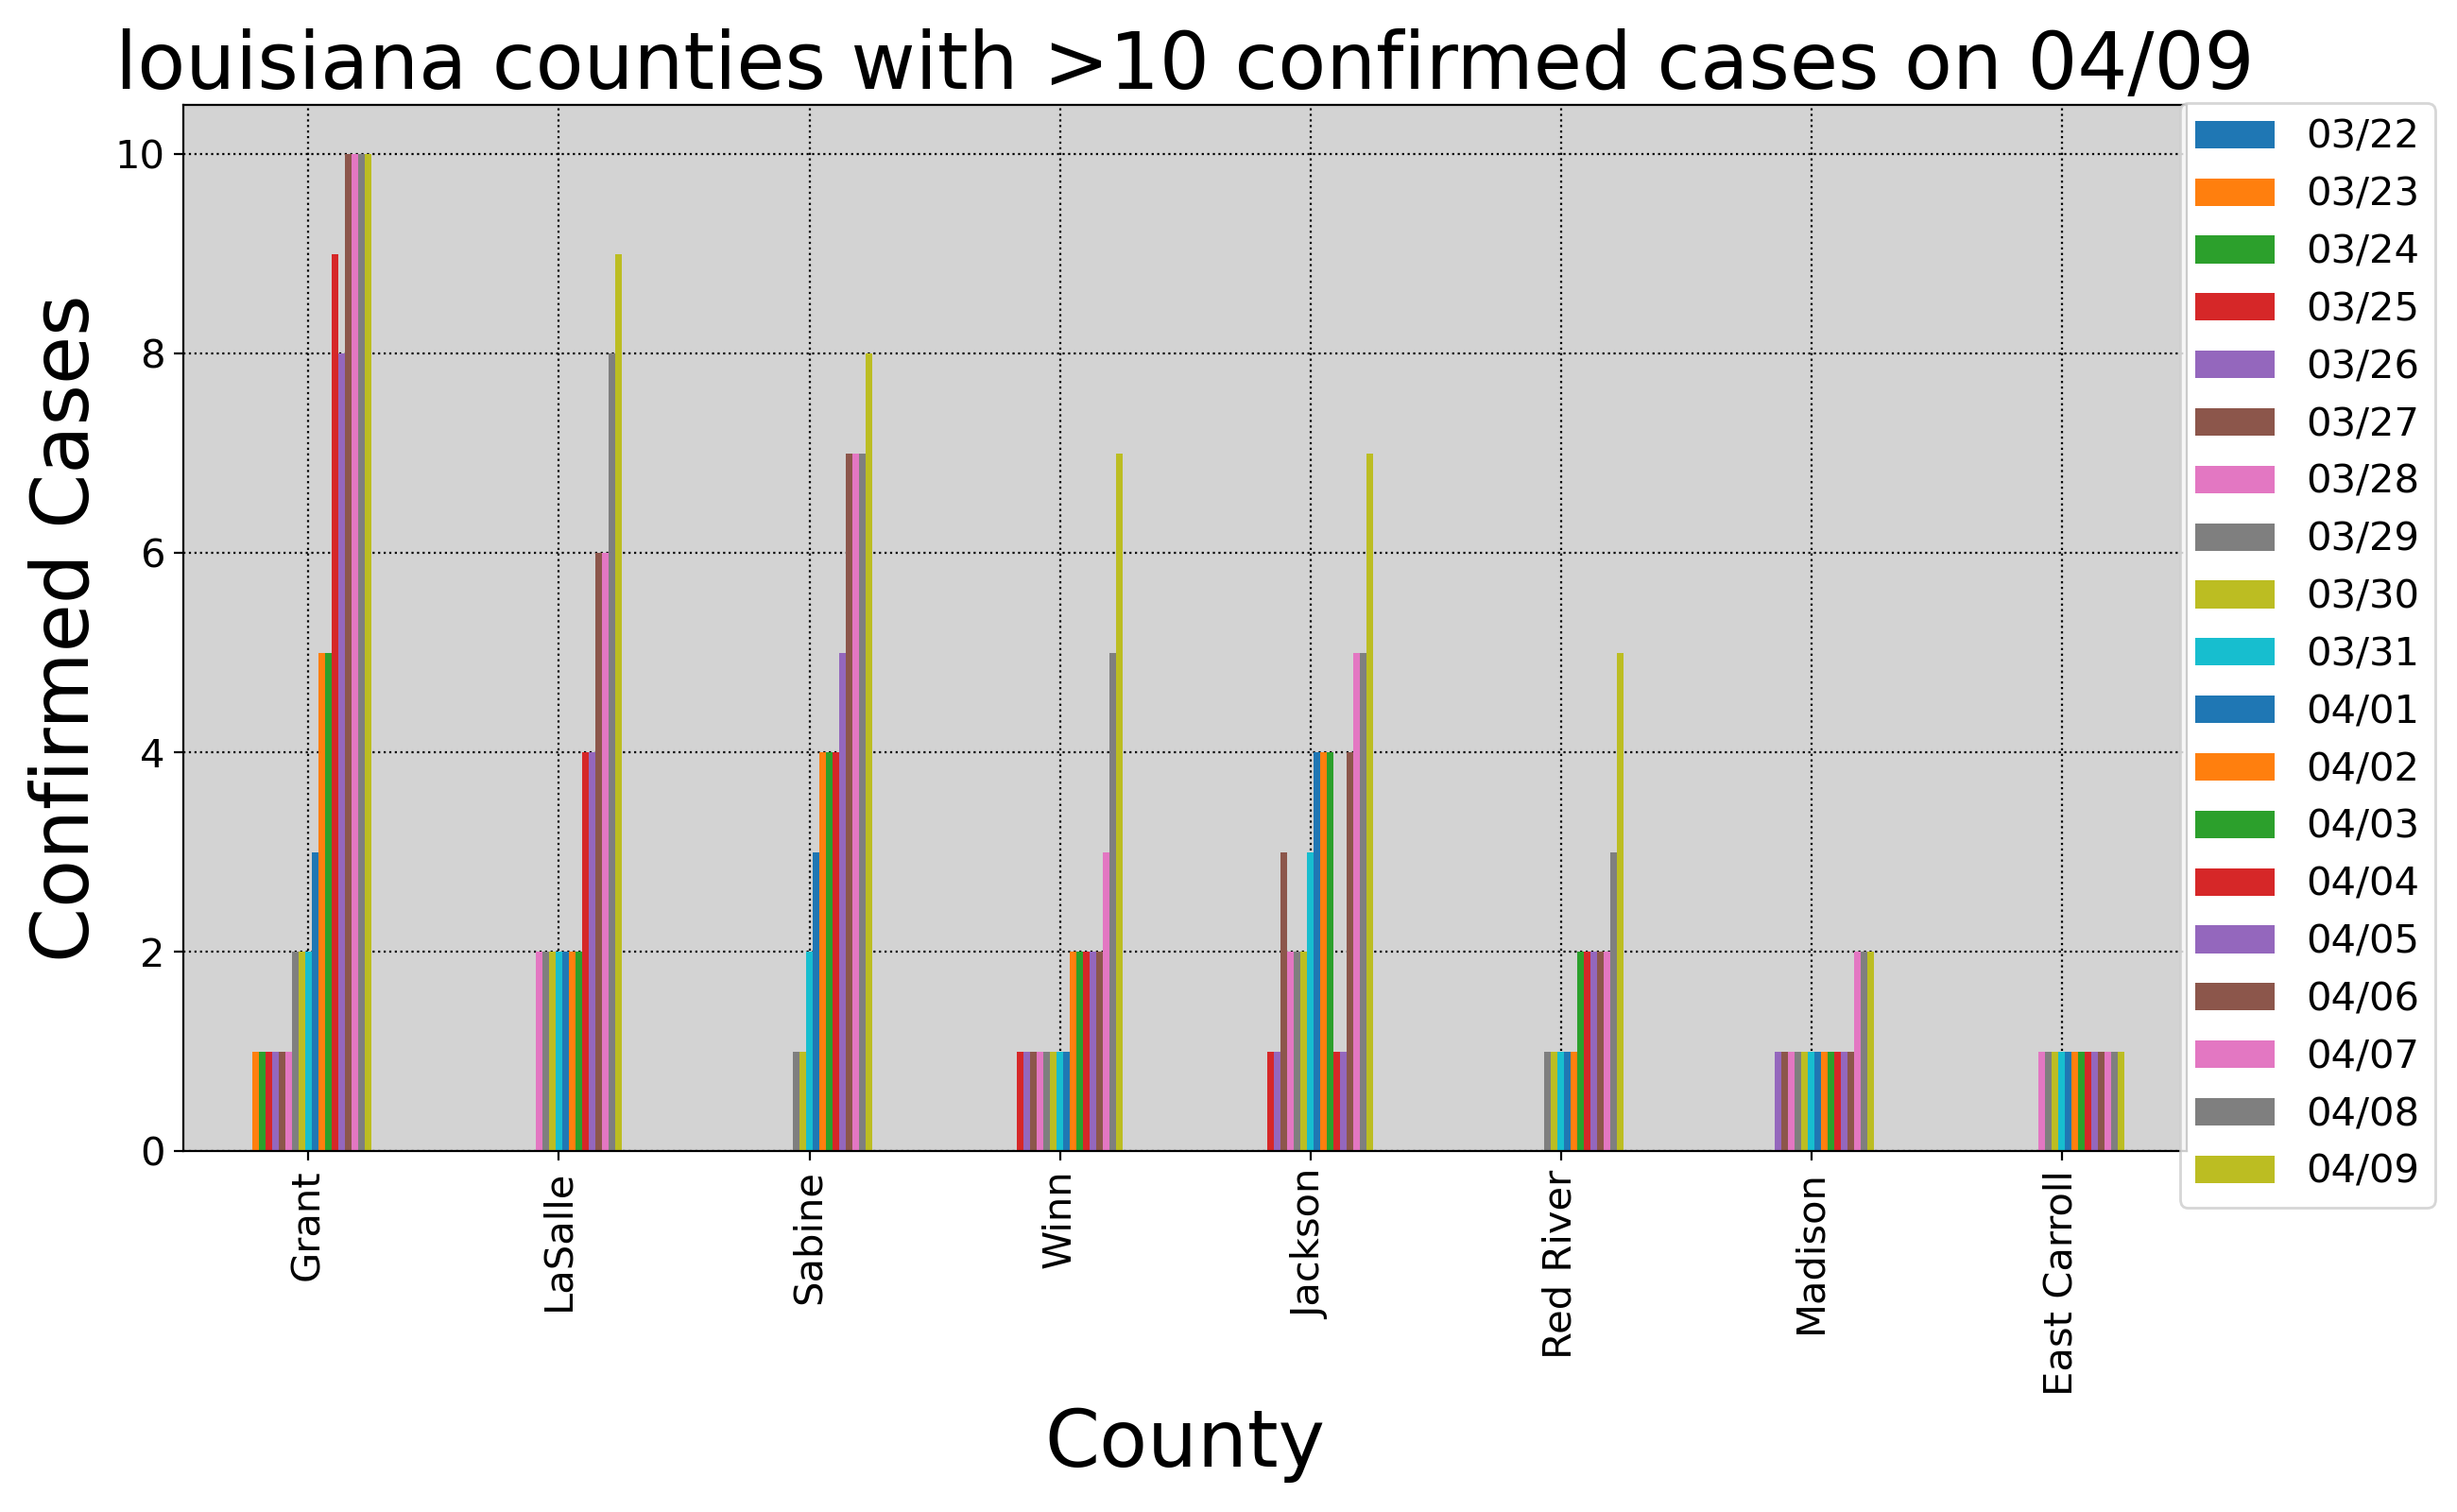 louisiana counties with >10 confirmed cases on 04/09
Confirmed Cases
10
8
6
4
2
0
Grant
LaSalle
Sabine
Winn
Jackson
Red River
Madison
East Carroll
County
03/22
03/23
03/24
03/25
03/26
03/27
03/28
03/29
03/30
03/31
04/01
04/02
04/03
04/04
04/05
04/06
04/07
04/08
04/09